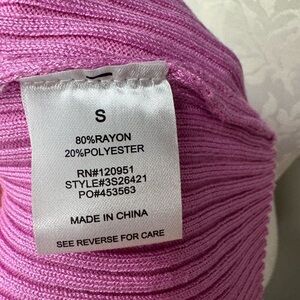 S
80%RAYON
20%POLYESTER
RN#120951
STYLE#3S26421
PO#453563
MADE IN CHINA
SEE REVERSE FOR CARE